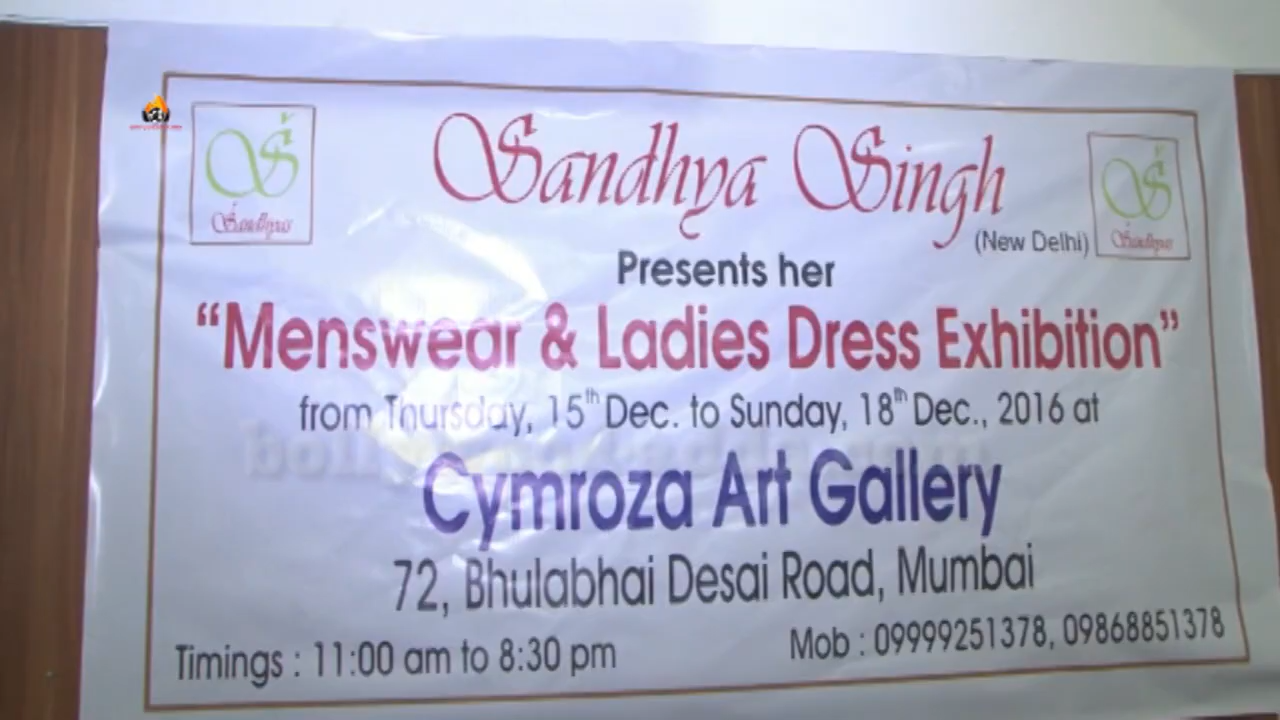 Sandhya Singh
(New Delhi)
Presents her
“Menswear & Ladies Dress Exhibition”
from Thursday, 15th Dec. to Sunday, 18th Dec., 2016 at
Cymroza Art Gallery
72, Bhulabhai Desai Road, Mumbai
Timings : 11:00 am to 8:30 pm
Mob : 09999251378, 09868851378
S
Sandhyas
S
Sandhyas